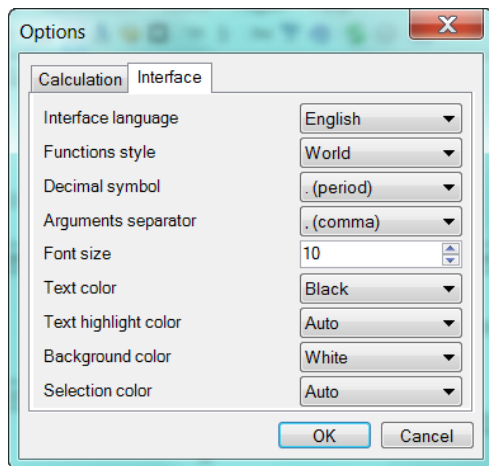 Options
Calculation Interface
Interface language English
Functions style World
Decimal symbol . (period)
Arguments separator , (comma)
Font size 10
Text color Black
Text highlight color Auto
Background color White
Selection color Auto
OK Cancel